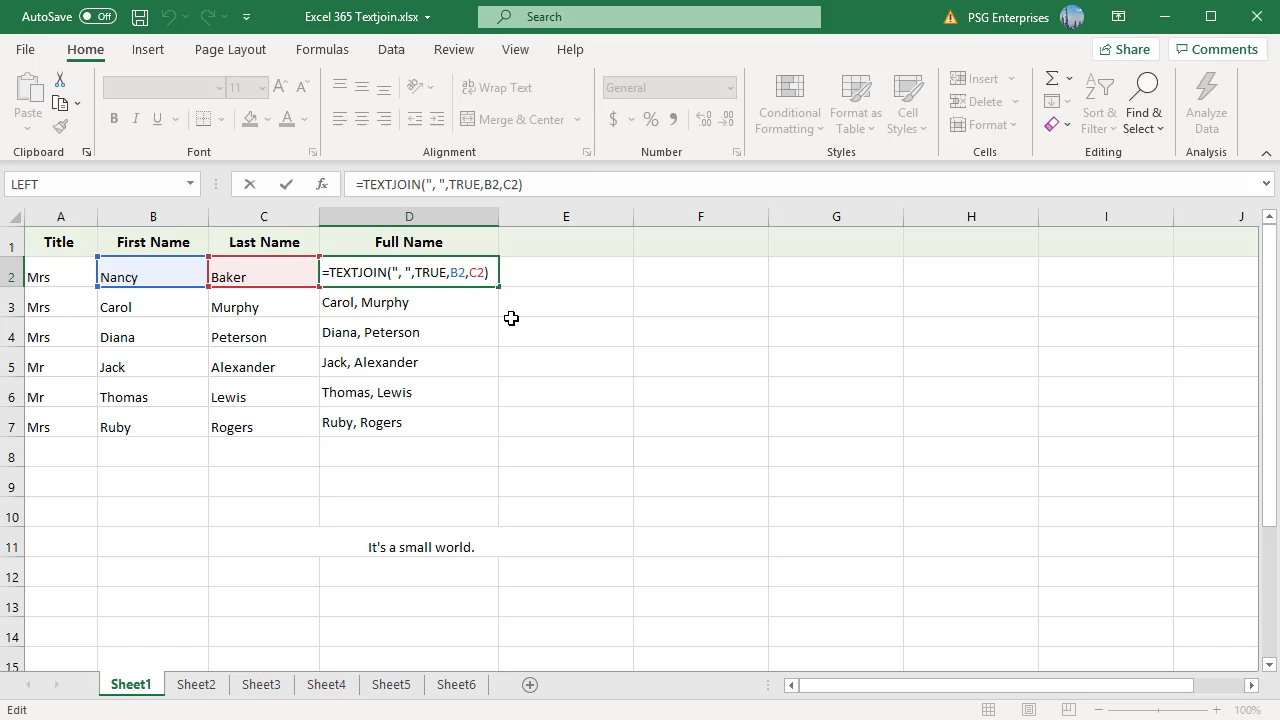 AutoSave Off Excel 365 Textjoin.xlsx Search PSG Enterprises
File Home Insert Page Layout Formulas Data Review View Help Share Comments
Paste 11 Wrap Text General Conditional Formatting Format as Table Cell Styles Insert Sort & Filter Find & Select Analyze Data
B I U Merge & Center $ % Delete
Format
Clipboard Font Alignment Number Styles Cells Editing Analysis
LEFT fx =TEXTJOIN(", ",TRUE,B2,C2)
A B C D E F G H I J
1 Title First Name Last Name Full Name
2 Mrs Nancy Baker =TEXTJOIN(", ",TRUE,B2,C2)
3 Mrs Carol Murphy Carol, Murphy
4 Mrs Diana Peterson Diana, Peterson
5 Mr Jack Alexander Jack, Alexander
6 Mr Thomas Lewis Thomas, Lewis
7 Mrs Ruby Rogers Ruby, Rogers
8
9
10
11 It's a small world.
12
13
14
15
Sheet1 Sheet2 Sheet3 Sheet4 Sheet5 Sheet6
Edit 100%